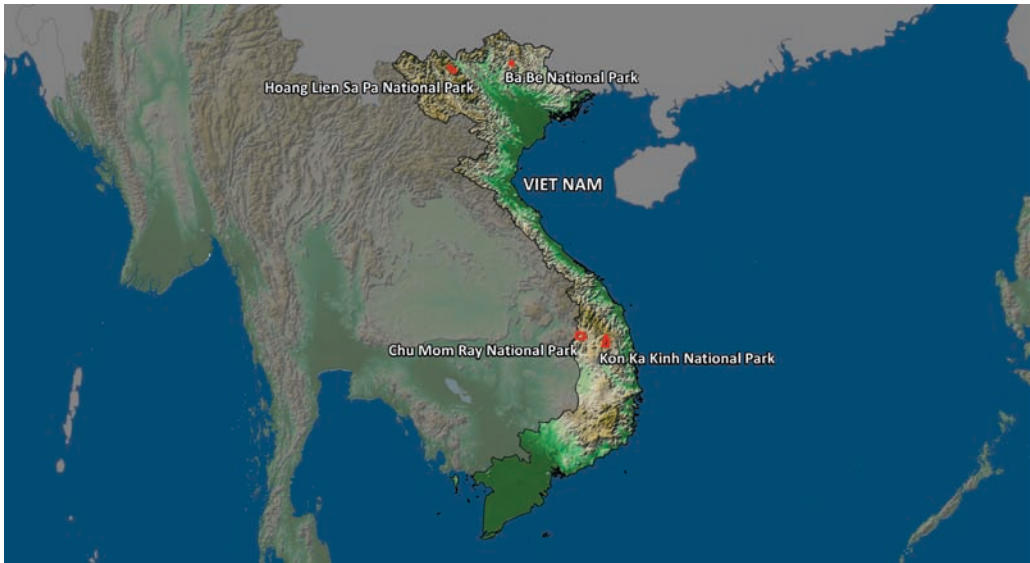 Hoang Lien Sa Pa National Park
Ba Be National Park
VIET NAM
Chu Mom Ray National Park
Kon Ka Kinh National Park